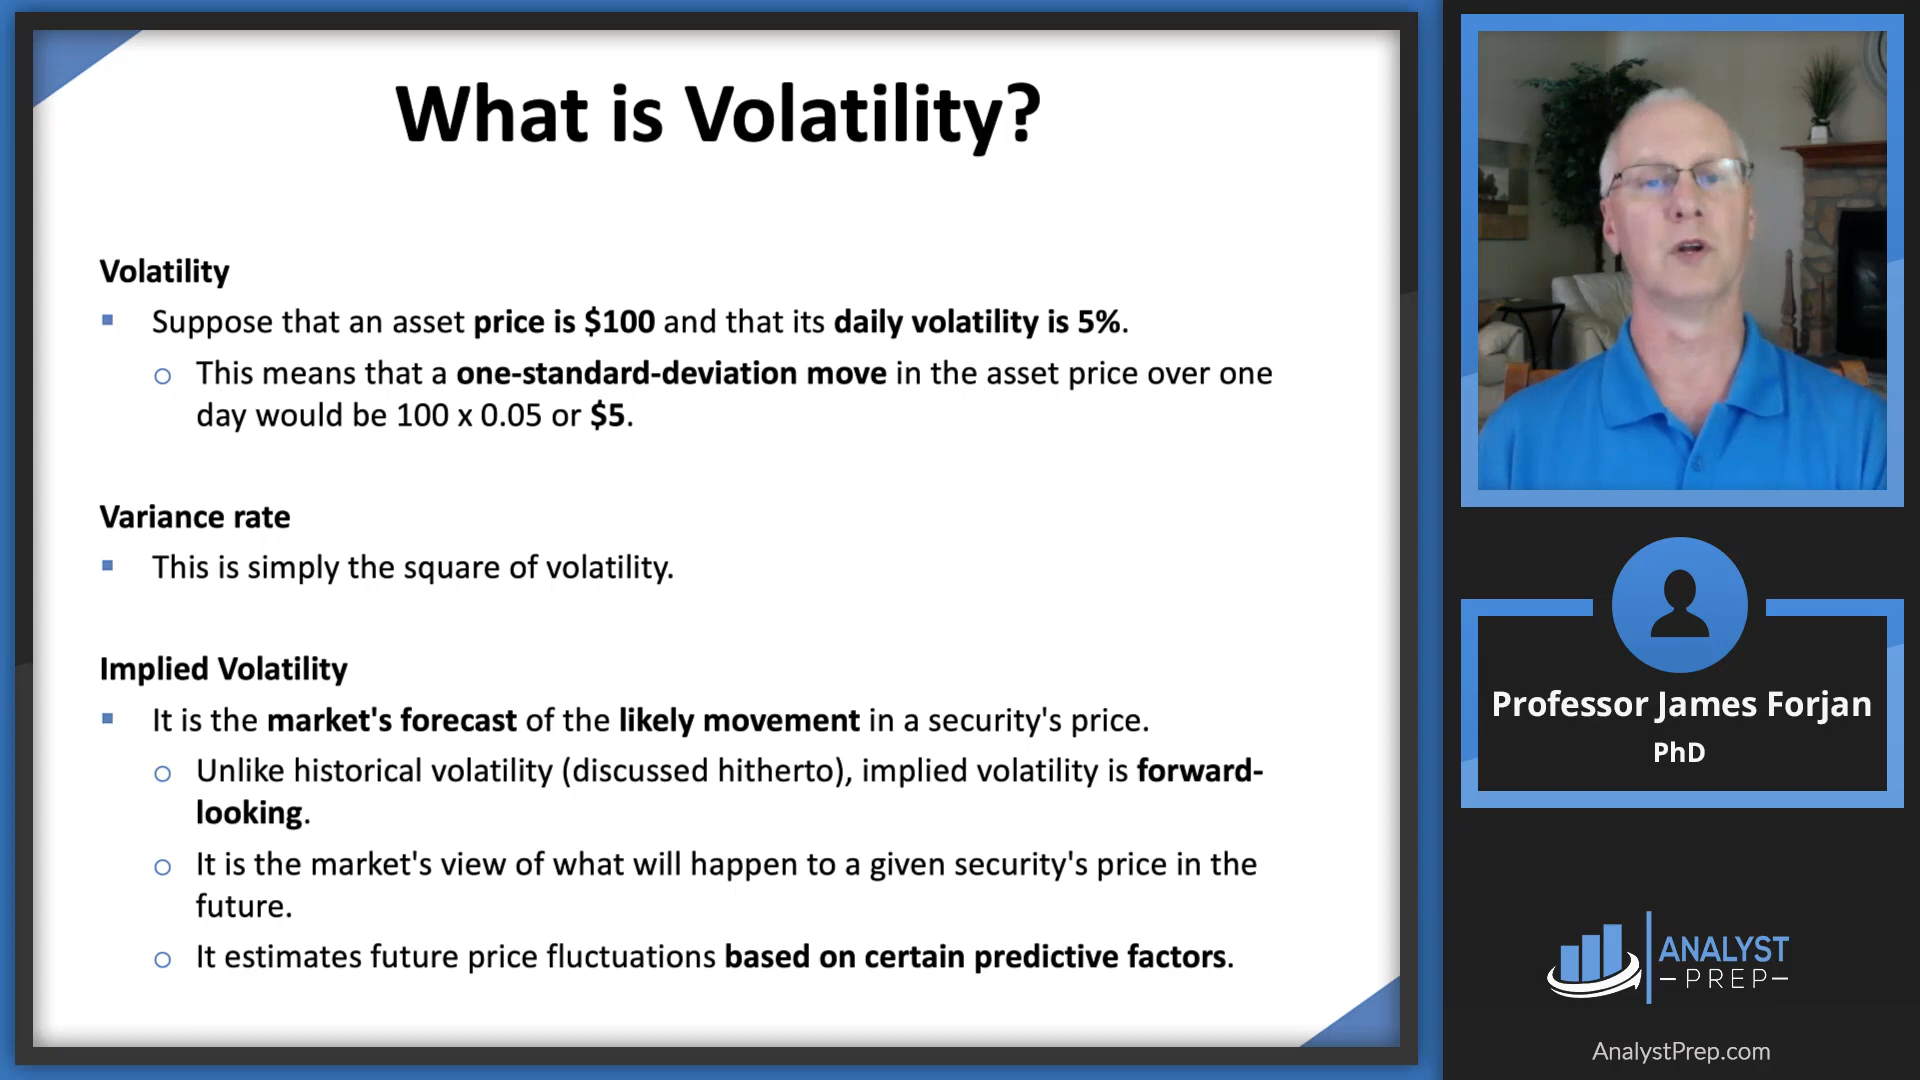 What is Volatility?
Volatility
Suppose that an asset price is $100 and that its daily volatility is 5%.
This means that a one-standard-deviation move in the asset price over one
day would be 100 x 0.05 or $5.
Variance rate
This is simply the square of volatility.
Implied Volatility
It is the market's forecast of the likely movement in a security's price.
Unlike historical volatility (discussed hitherto), implied volatility is forward-
looking.
It is the market's view of what will happen to a given security's price in the
future.
It estimates future price fluctuations based on certain predictive factors.
Professor James Forjan
PhD
ANALYST
PREP
AnalystPrep.com